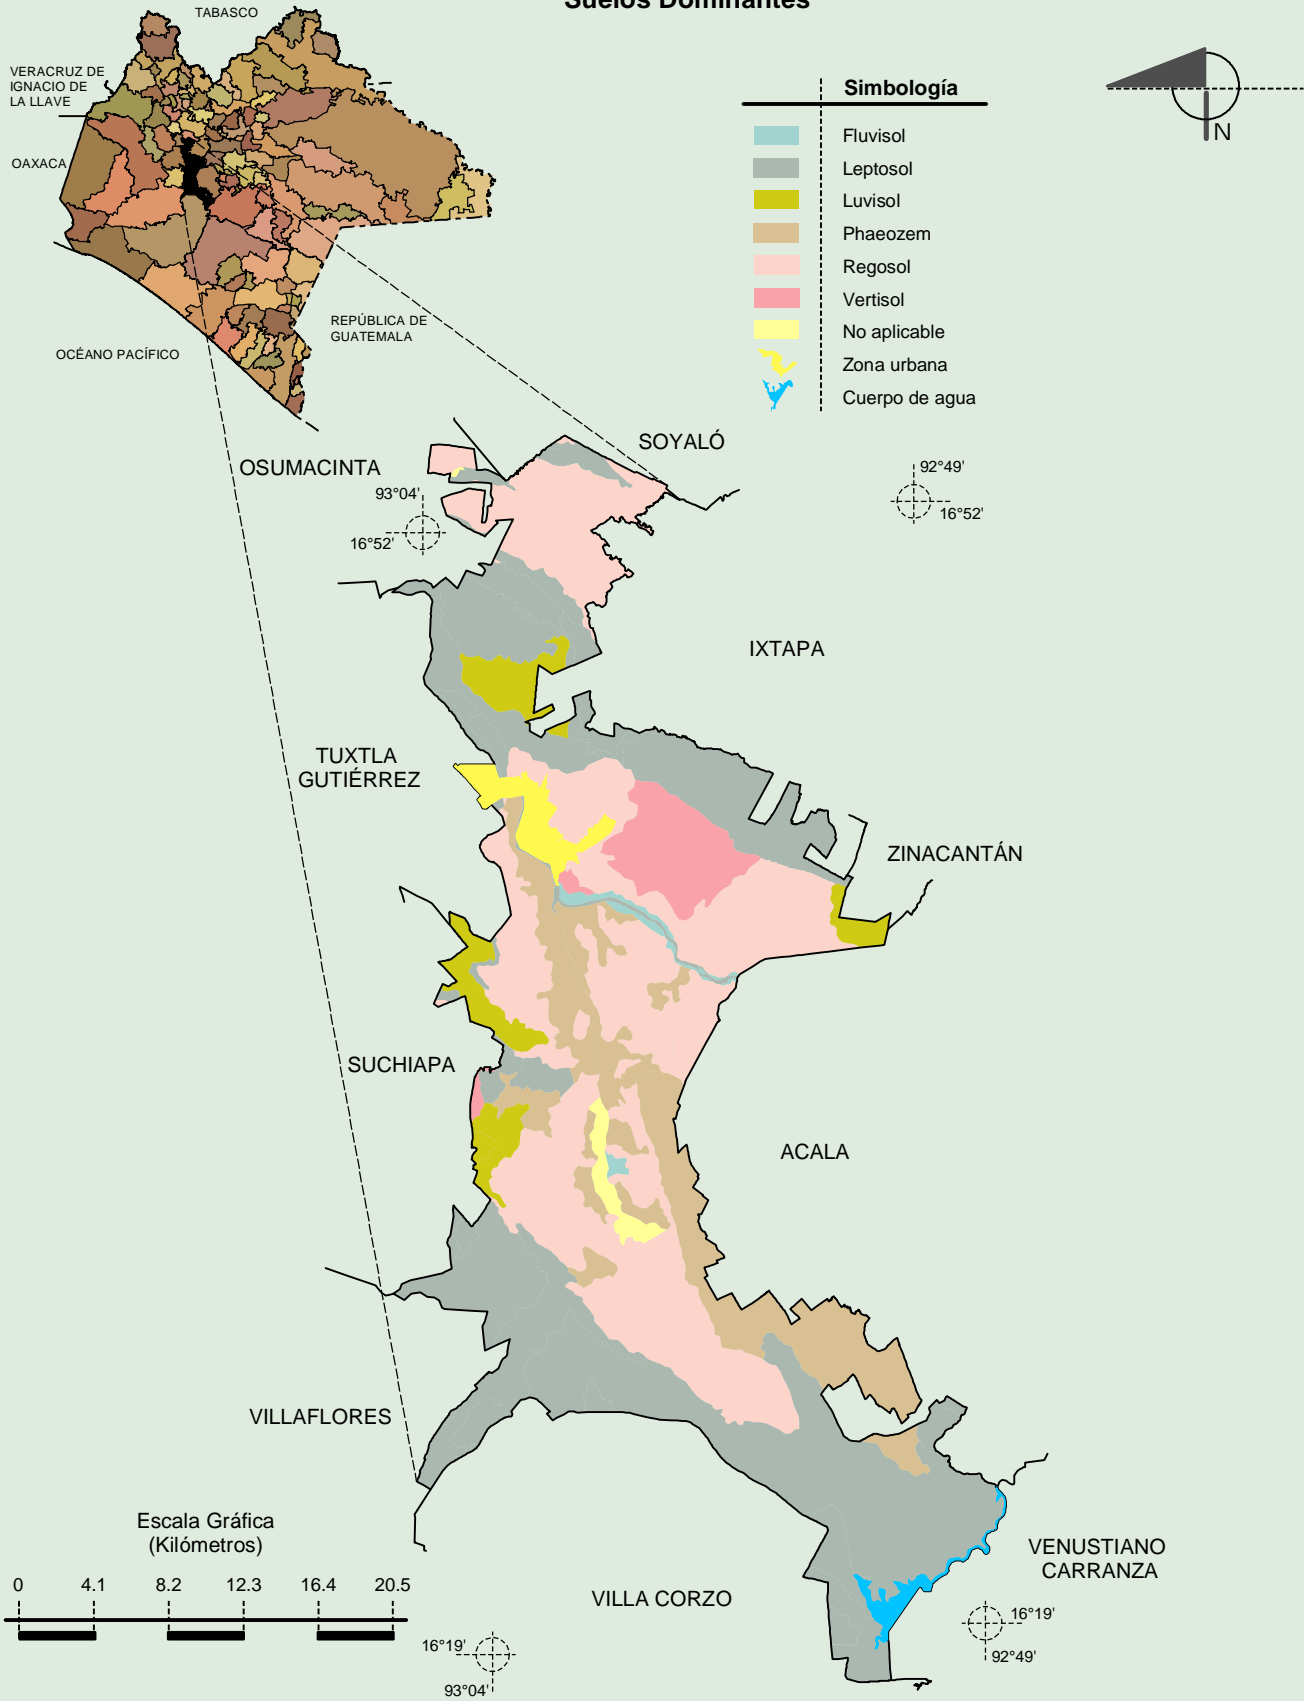 Suelos Dominantes
TABASCO
VERACRUZ DE
IGNACIO DE
LA LLAVE
OAXACA
REPÚBLICA DE
GUATEMALA
OCÉANO PACÍFICO
Simbología
Fluvisol
Leptosol
Luvisol
Phaeozem
Regosol
Vertisol
No aplicable
Zona urbana
Cuerpo de agua
N
SOYALÓ
OSUMACINTA
93°04'
16°52'
92°49'
16°52'
IXTAPA
TUXTLA
GUTIÉRREZ
ZINACANTÁN
SUCHIAPA
ACALA
VILLAFLORES
Escala Gráfica
(Kilómetros)
0 4.1 8.2 12.3 16.4 20.5
VENUSTIANO
CARRANZA
VILLA CORZO
16°19'
93°04'
16°19'
92°49'